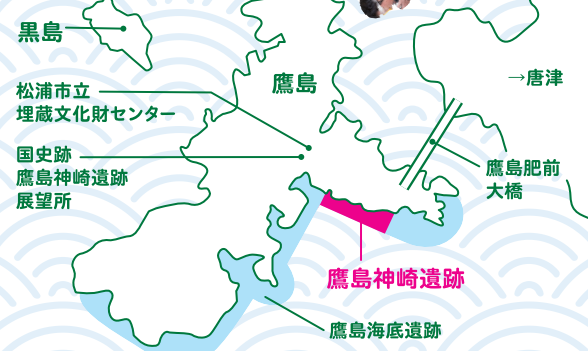 黒島
鷹島
→唐津
松浦市立
埋蔵文化財センター
国史跡
鷹島神崎遺跡
展望所
鷹島肥前
大橋
鷹島神崎遺跡
鷹島海底遺跡